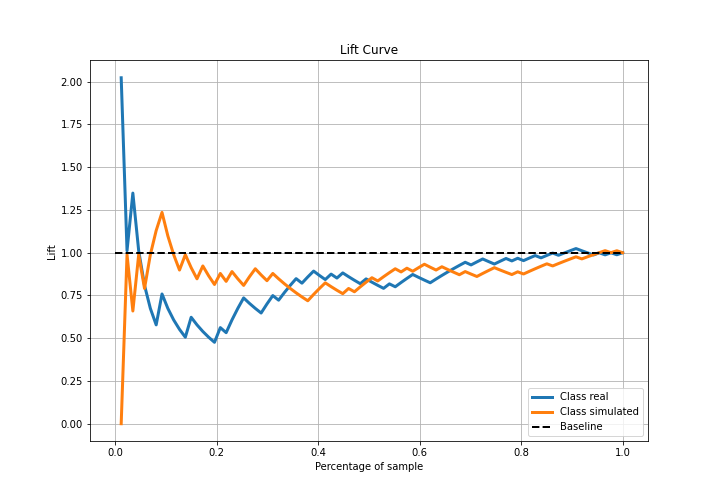 Lift Curve
2.00
1.75
1.50
1.25
1.00
0.75
0.50
0.25
0.00
Lift
0.0 0.2 0.4 0.6 0.8 1.0
Percentage of sample
Class real
Class simulated
Baseline